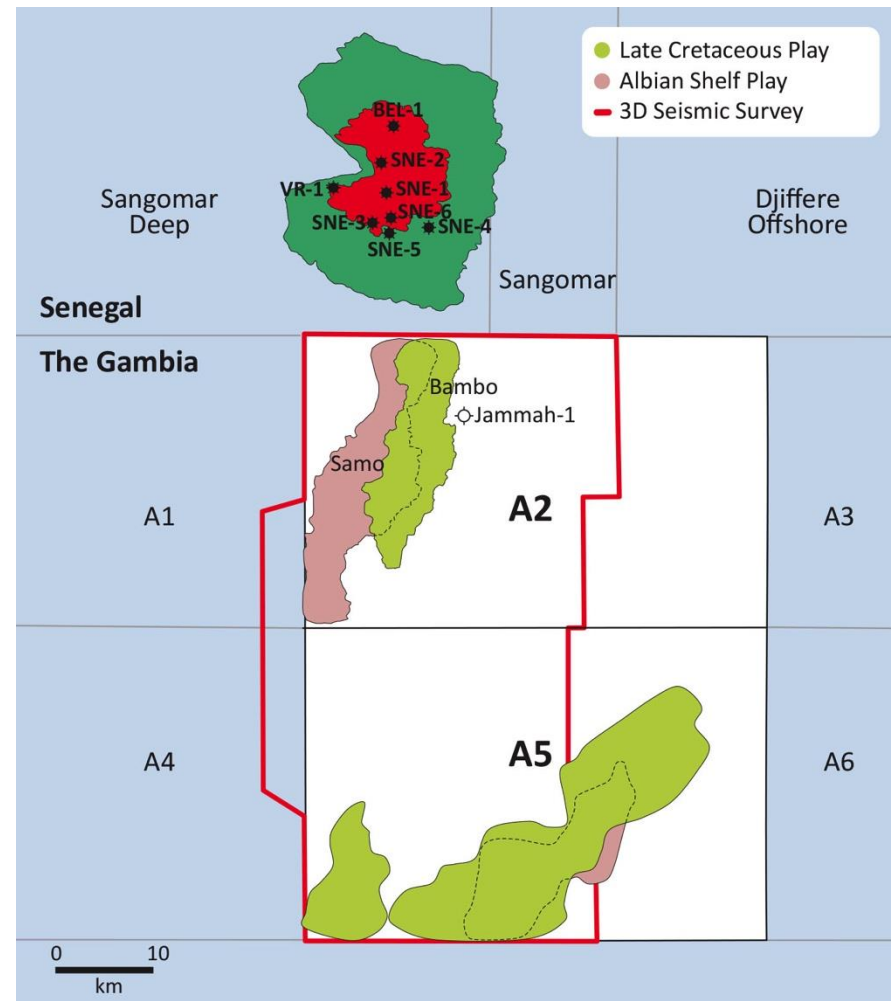 Late Cretaceous Play
Albian Shelf Play
3D Seismic Survey
BEL-1
SNE-2
VR-1
SNE-1
SNE-6
SNE-3
SNE-4
SNE-5
Sangomar
Deep
Djiffere
Offshore
Sangomar
Senegal
The Gambia
Bambo
Jammah-1
Samo
A1
A2
A3
A4
A5
A6
0 10
km